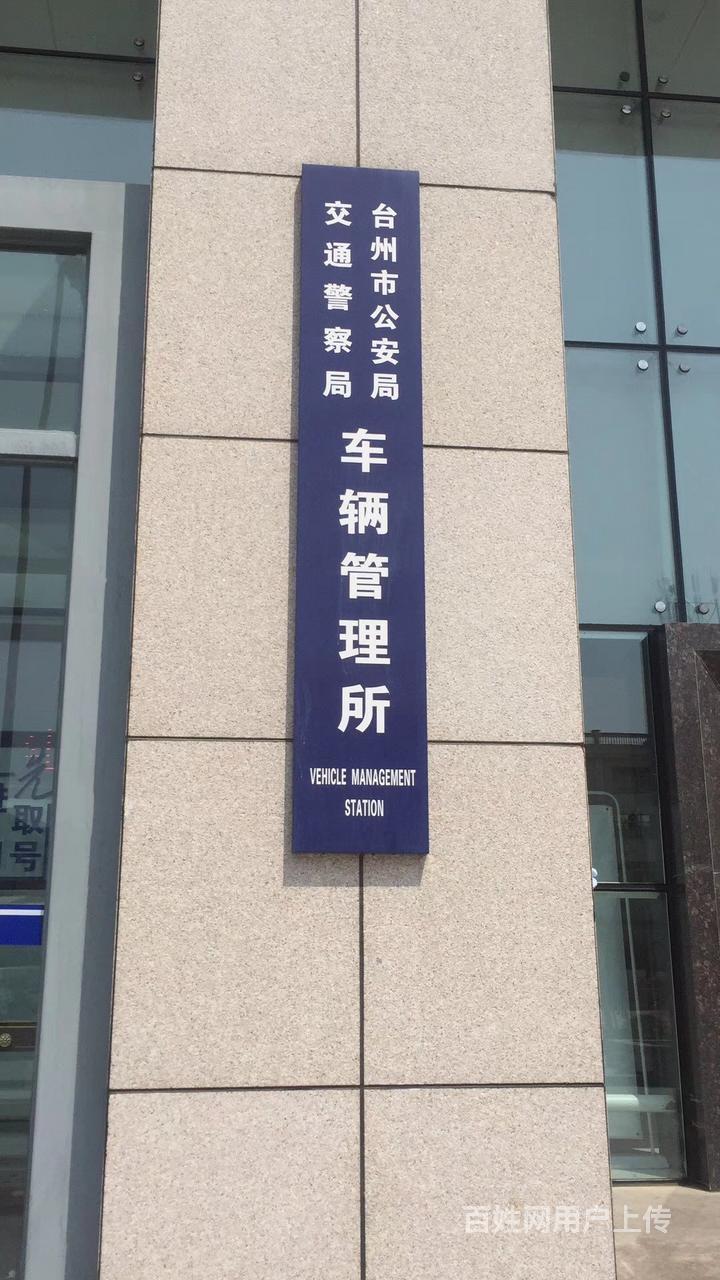 台州市公安局
交通警察局
车辆管理所
VEHICLE MANAGEMENT
STATION
取
号
百姓网用户上传